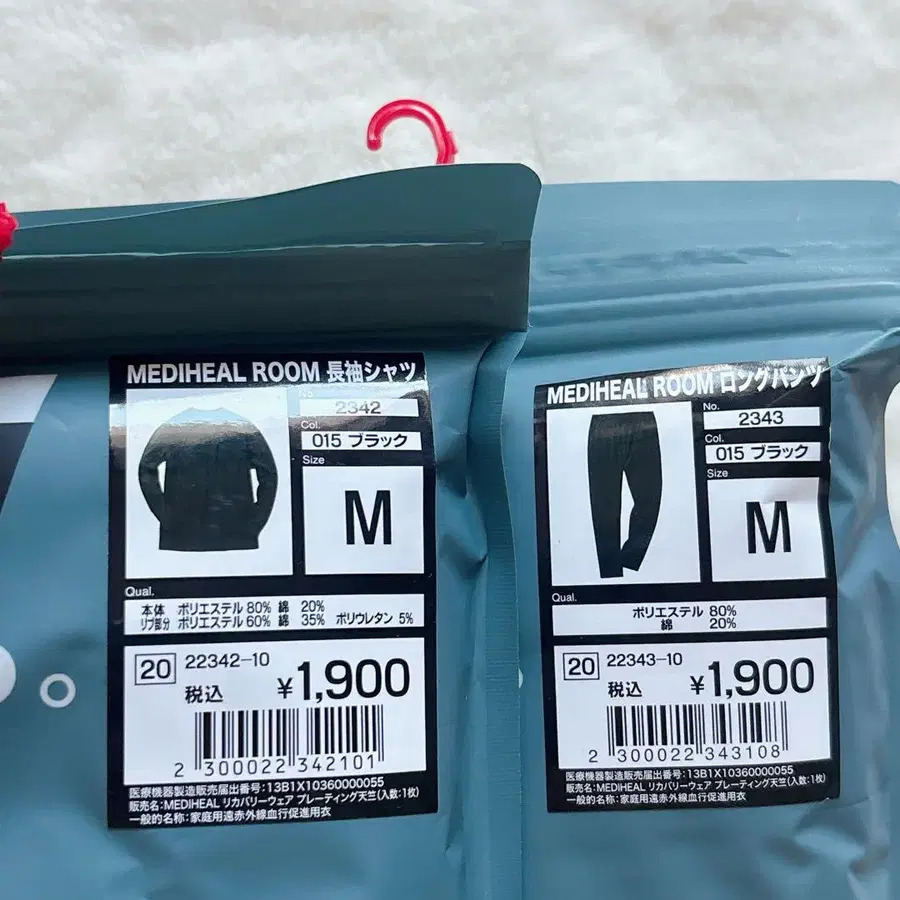 MEDIHEAL ROOM 長袖シャツ
No.
2342
Col.
015 ブラック
Size
M
Qual.
本体 ポリエステル 80% 綿 20%
リブ部分 ポリエステル 60% 綿 35% ポリウレタン 5%
20 22342-10
税込 ¥1,900
2 300022 342101
医療機器製造販売届出番号:13B1X10360000055
販売名:MEDIHEAL リカバリーウェア プレーティング天竺(入数:1枚)
一般的名称:家庭用遠赤外線血行促進用衣
MEDIHEAL ROOM ロングパンツ
No.
2343
Col.
015 ブラック
Size
M
Qual.
ポリエステル 80%
綿 20%
20 22343-10
税込 ¥1,900
2 300022 343108
医療機器製造販売届出番号:13B1X10360000055
販売名:MEDIHEAL リカバリーウェア プレーティング天竺(入数:1枚)
一般的名称:家庭用遠赤外線血行促進用衣